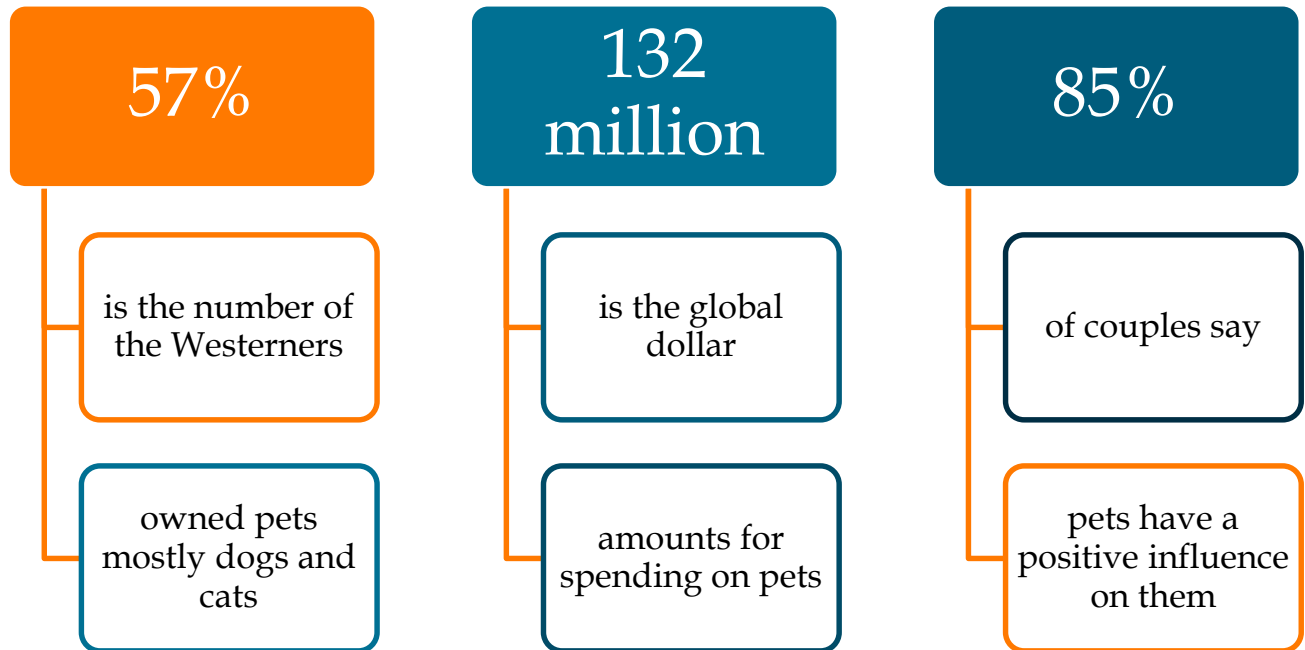 57%
is the number of
the Westerners
owned pets
mostly dogs and
cats
132
million
is the global
dollar
amounts for
spending on pets
85%
of couples say
pets have a
positive influence
on them